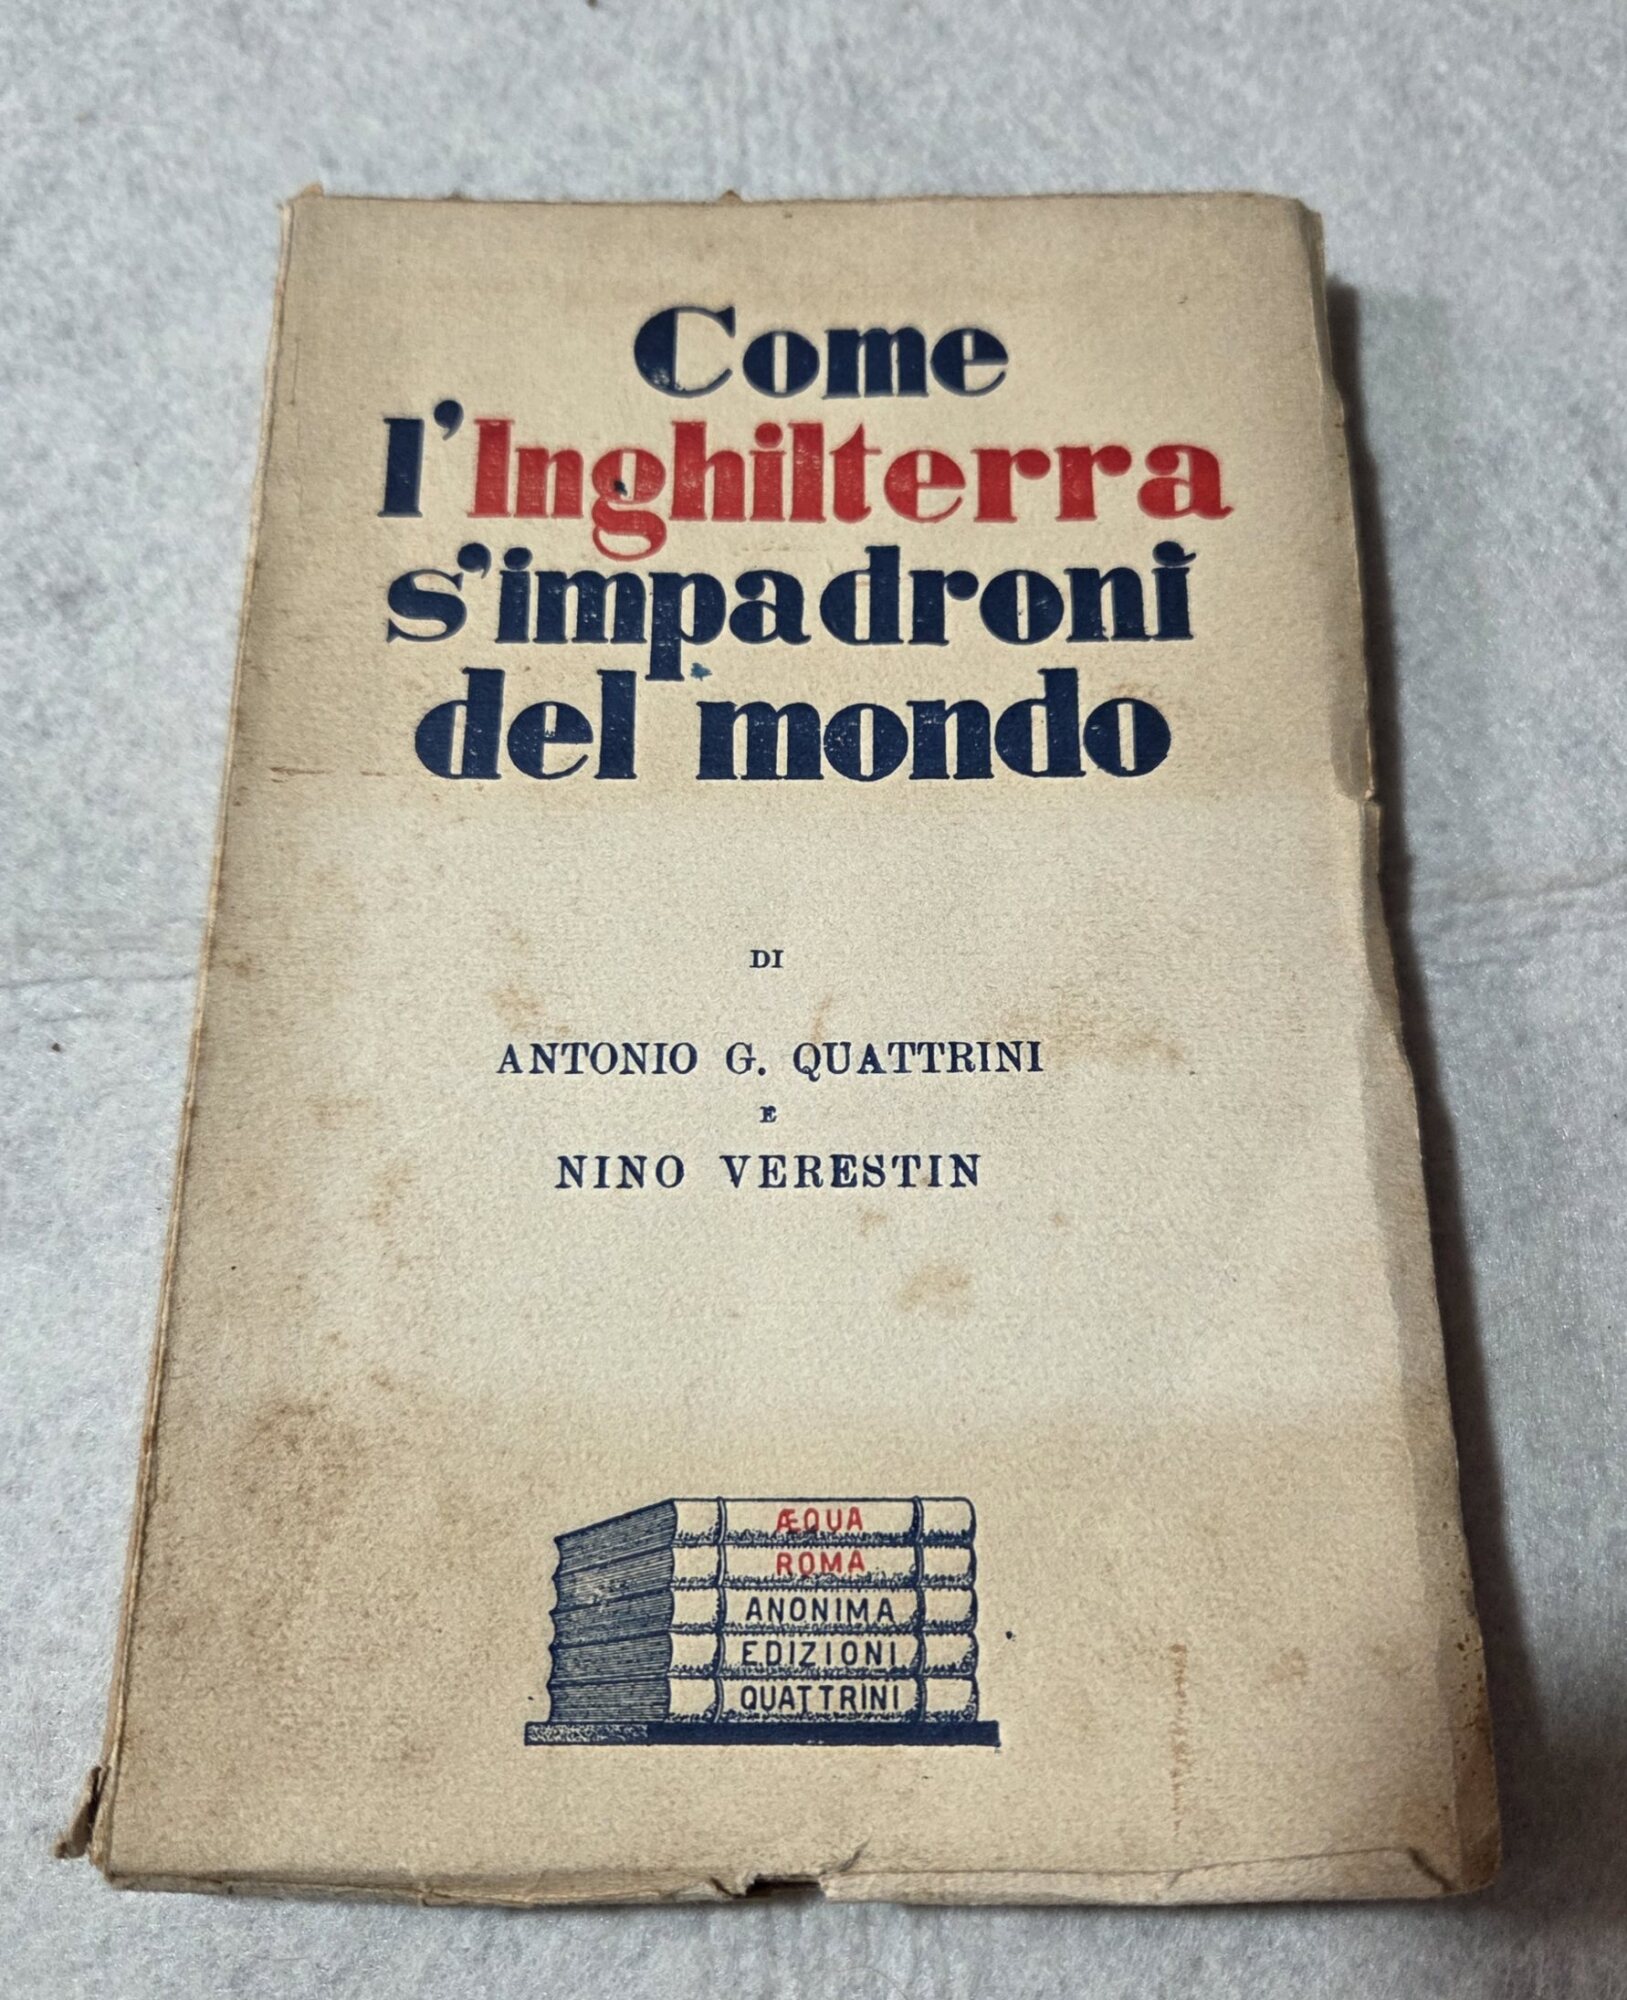 Come
l'Inghilterra
s'impadronì
del mondo
DI
ANTONIO G. QUATTRINI
E
NINO VERESTIN
ÆQUA
ROMA
ANONIMA
EDIZIONI
QUATTRINI